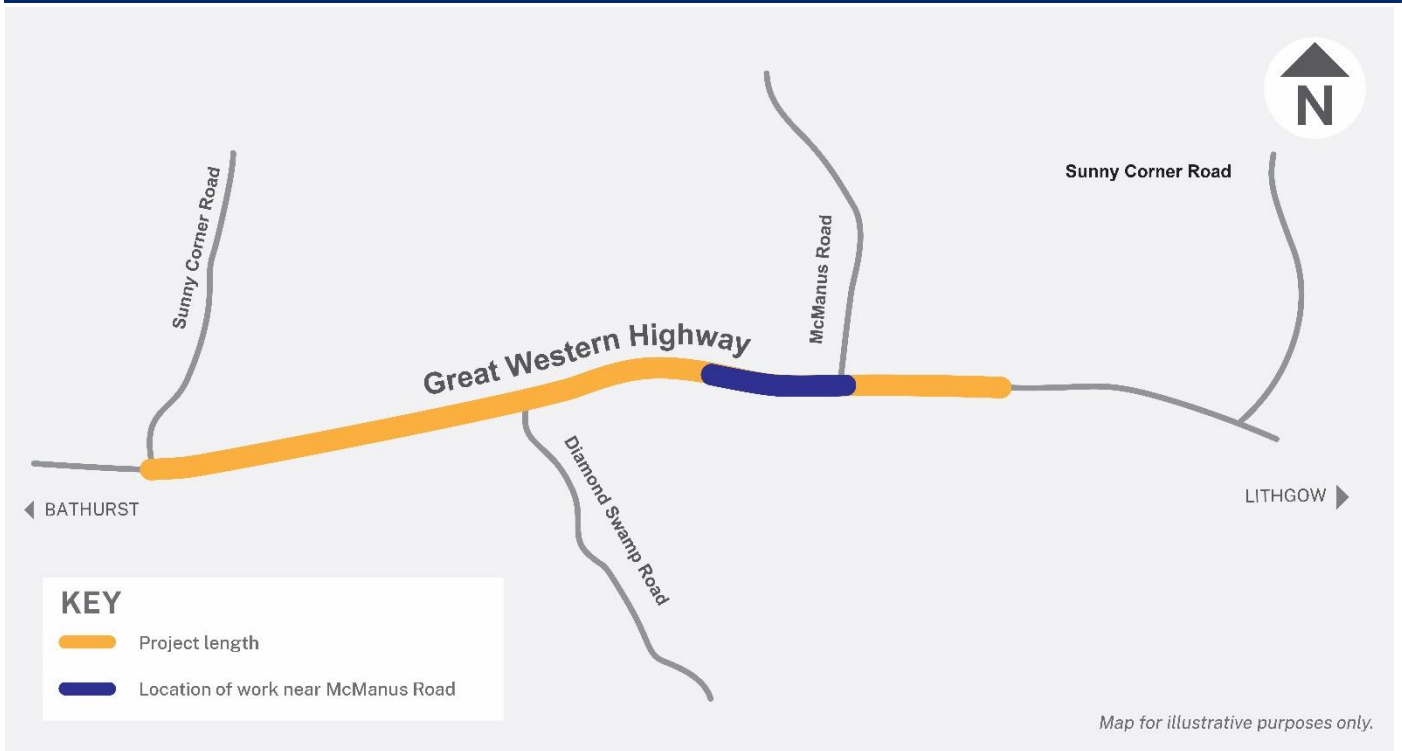 N
Sunny Corner Road
Sunny Corner Road
McManus Road
Great Western Highway
Diamond Swamp Road
BATHURST
LITHGOW
KEY
Project length
Location of work near McManus Road
Map for illustrative purposes only.